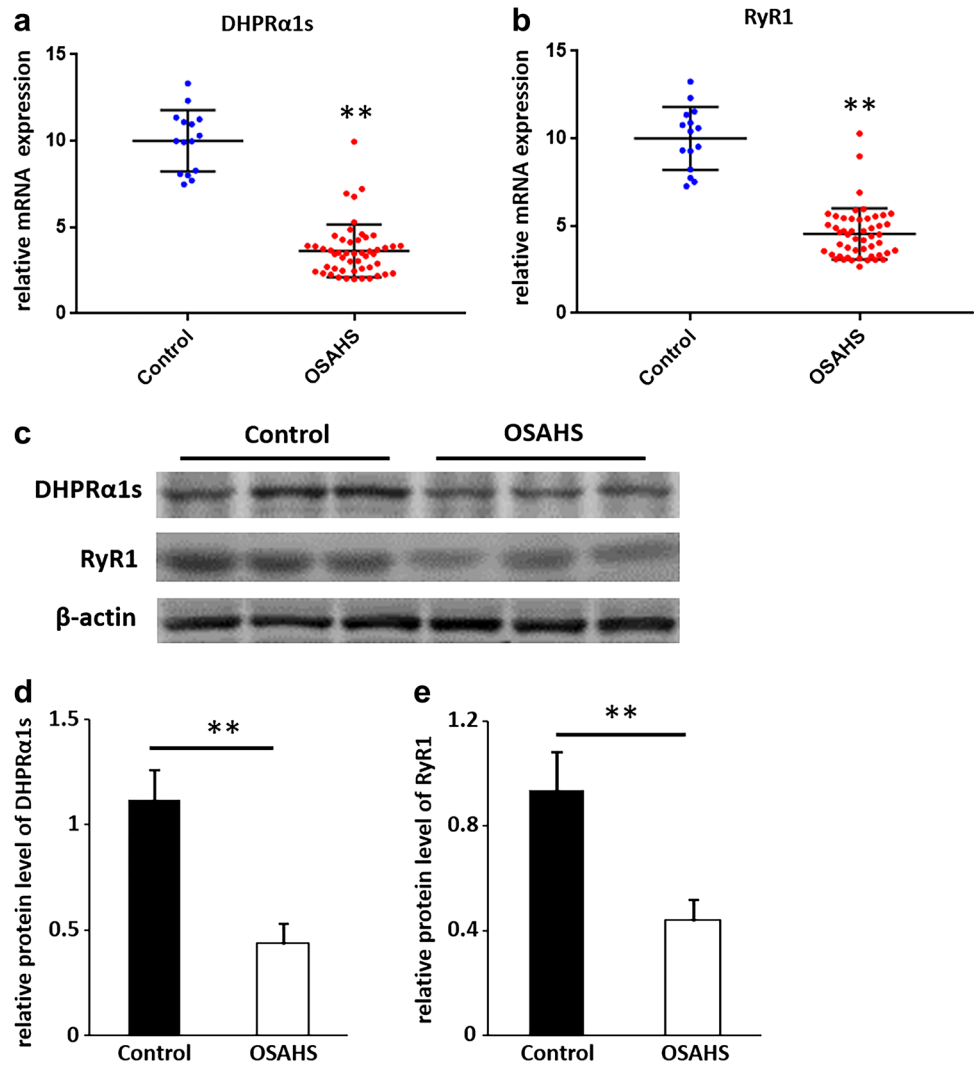 a
DHPRα1s
relative mRNA expression
15
10
5
0
**
Control
OSAHS
b
RyR1
relative mRNA expression
15
10
5
0
**
Control
OSAHS
c
Control
OSAHS
DHPRα1s
RyR1
β-actin
d
relative protein level of DHPRα1s
1.5
1
0.5
0
**
Control
OSAHS
e
relative protein level of RyR1
1.2
0.8
0.4
0
**
Control
OSAHS